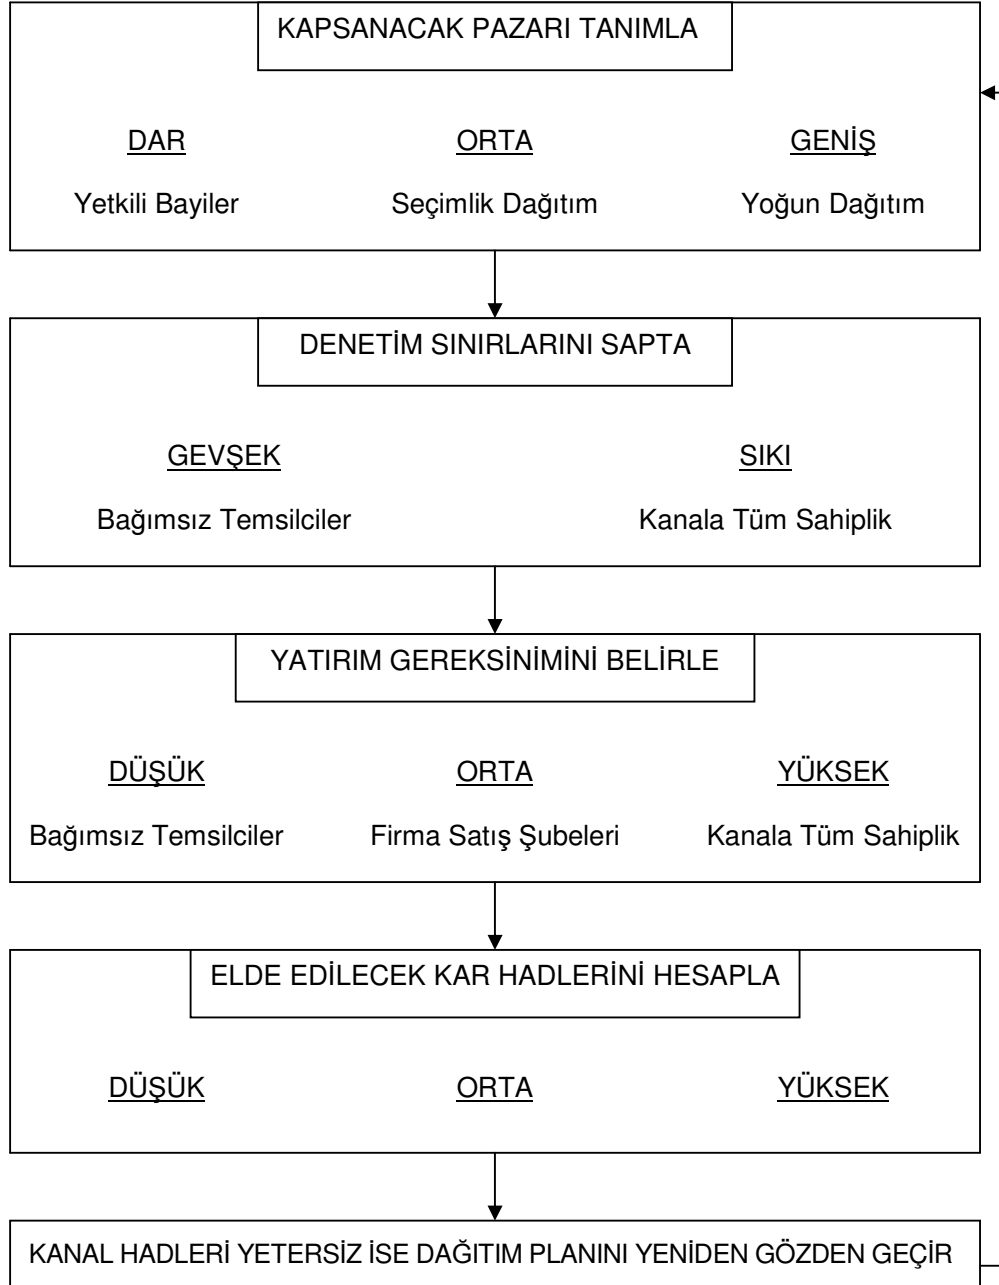 KAPSANACAK PAZARI TANIMLA
DAR ORTA GENİŞ
Yetkili Bayiler Seçimlik Dağıtım Yoğun Dağıtım
DENETİM SINIRLARINI SAPTA
GEVŞEK SIKI
Bağımsız Temsilciler Kanala Tüm Sahiplik
YATIRIM GEREKSİNİMİNİ BELİRLE
DÜŞÜK ORTA YÜKSEK
Bağımsız Temsilciler Firma Satış Şubeleri Kanala Tüm Sahiplik
ELDE EDİLECEK KAR HADLERİNİ HESAPLA
DÜŞÜK ORTA YÜKSEK
KANAL HADLERİ YETERSİZ İSE DAĞITIM PLANINI YENİDEN GÖZDEN GEÇİR